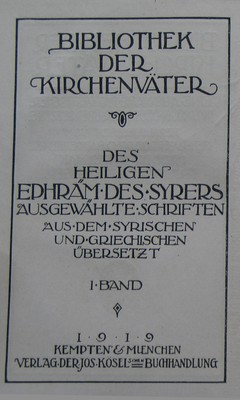 BIBLIOTHEK
DER
KIRCHENVÄTER
DES
HEILIGEN
EPHRÄM·DES·SYRERS
AUSGEWÄHLTE·SCHRIFTEN
AUS·DEM·SYRISCHEN
UND·GRIECHISCHEN
ÜBERSETZT
I·BAND
1·9·1·9
KEMPTEN & MUENCHEN
VERLAG·DER·JOS·KÖSEL'SCHEN BUCHHANDLUNG